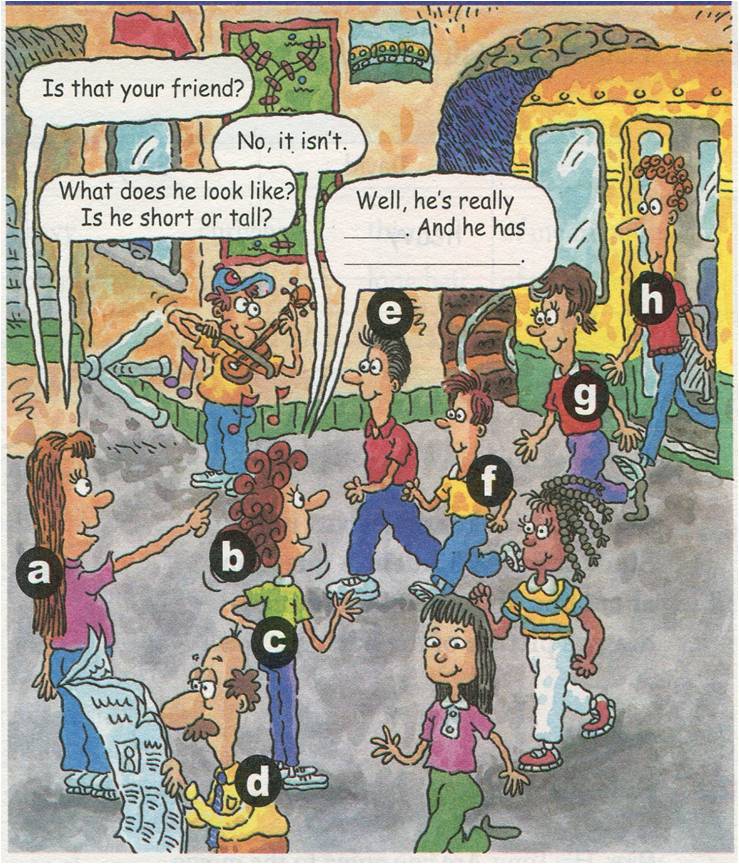 Is that your friend?
No, it isn't.
What does he look like?
Is he short or tall?
Well, he's really
______. And he has
__________________.
e
h
g
f
a
b
c
d